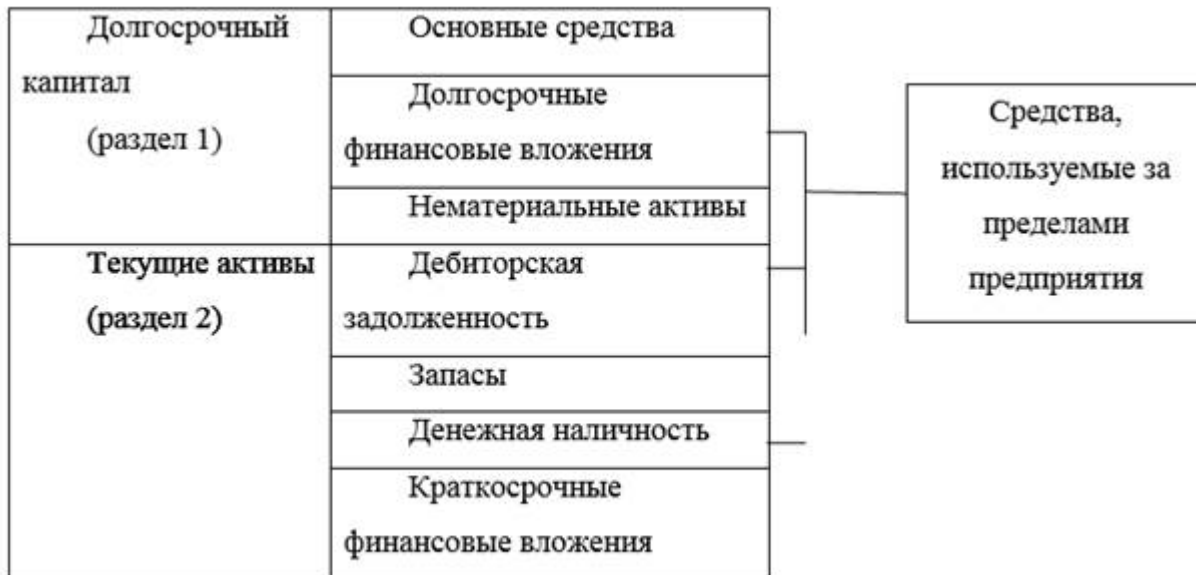 Долгосрочный
капитал
(раздел 1)
Основные средства
Долгосрочные
финансовые вложения
Нематериальные активы
Текущие активы
(раздел 2)
Дебиторская
задолженность
Запасы
Денежная наличность
Краткосрочные
финансовые вложения
Средства,
используемые за
пределами
предприятия